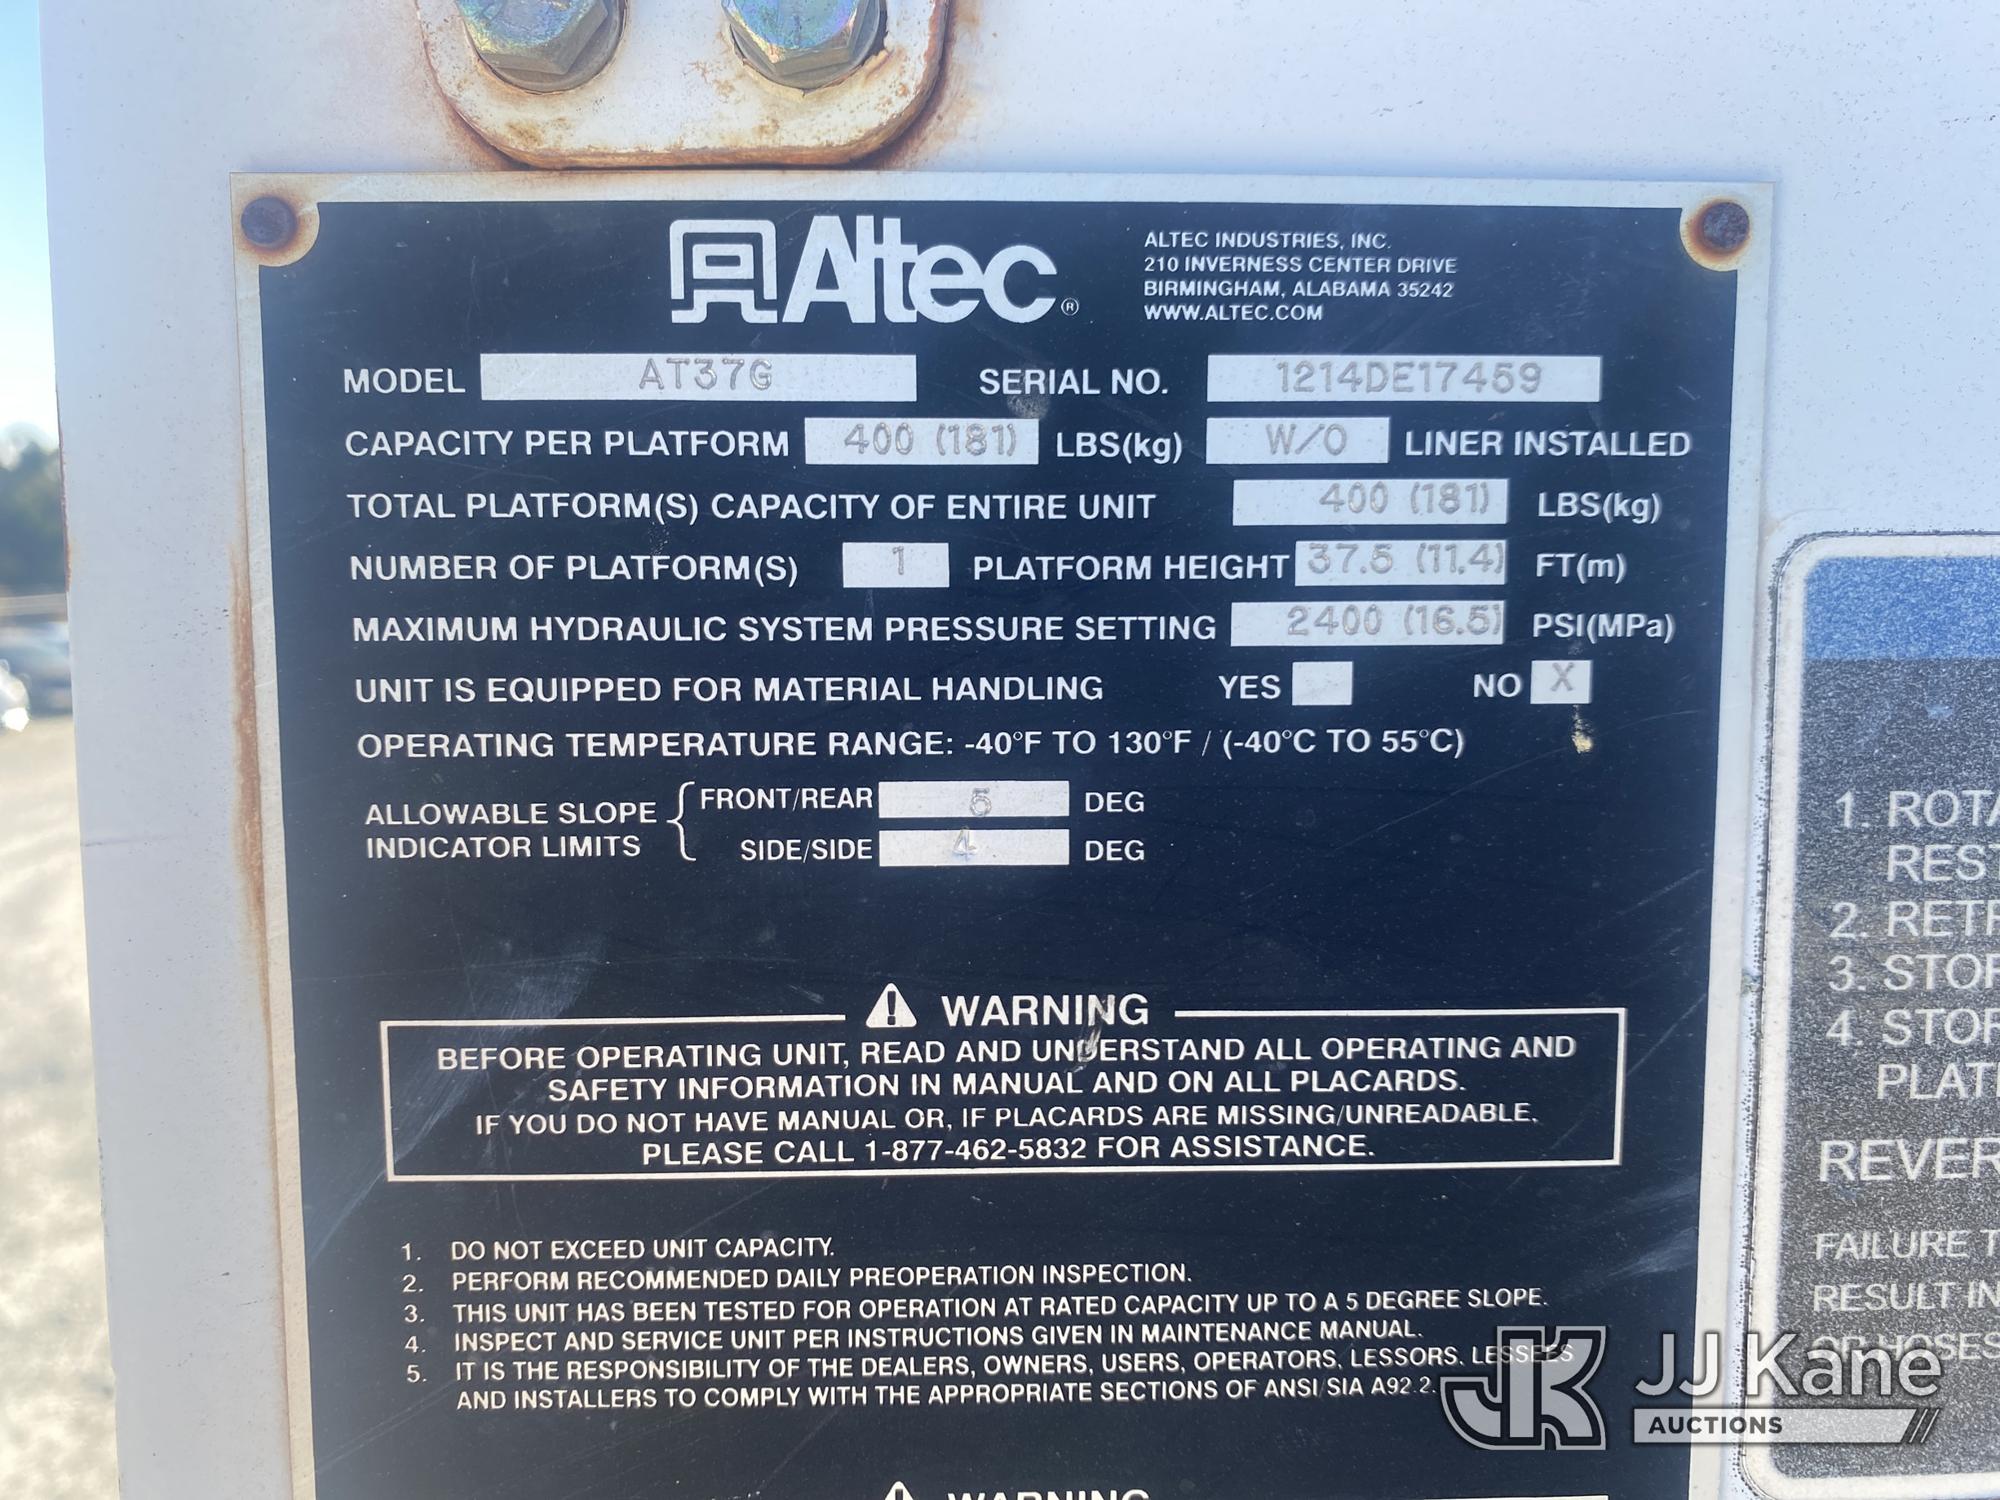 Altec®
ALTEC INDUSTRIES, INC.
210 INVERNESS CENTER DRIVE
BIRMINGHAM, ALABAMA 35242
WWW.ALTEC.COM
MODEL AT37G SERIAL NO. 1214DE17459
CAPACITY PER PLATFORM 400 (181) LBS(kg) W/O LINER INSTALLED
TOTAL PLATFORM(S) CAPACITY OF ENTIRE UNIT 400 (181) LBS(kg)
NUMBER OF PLATFORM(S) 1 PLATFORM HEIGHT 37.5 (11.4) FT(m)
MAXIMUM HYDRAULIC SYSTEM PRESSURE SETTING 2400 (16.5) PSI(MPa)
UNIT IS EQUIPPED FOR MATERIAL HANDLING YES NO X
OPERATING TEMPERATURE RANGE: -40°F TO 130°F / (-40°C TO 55°C)
ALLOWABLE SLOPE INDICATOR LIMITS
FRONT/REAR 5 DEG
SIDE/SIDE 4 DEG
WARNING
BEFORE OPERATING UNIT, READ AND UNDERSTAND ALL OPERATING AND
SAFETY INFORMATION IN MANUAL AND ON ALL PLACARDS.
IF YOU DO NOT HAVE MANUAL OR, IF PLACARDS ARE MISSING/UNREADABLE,
PLEASE CALL 1-877-462-5832 FOR ASSISTANCE.
1. DO NOT EXCEED UNIT CAPACITY.
2. PERFORM RECOMMENDED DAILY PREOPERATION INSPECTION.
3. THIS UNIT HAS BEEN TESTED FOR OPERATION AT RATED CAPACITY UP TO A 5 DEGREE SLOPE.
4. INSPECT AND SERVICE UNIT PER INSTRUCTIONS GIVEN IN MAINTENANCE MANUAL.
5. IT IS THE RESPONSIBILITY OF THE DEALERS, OWNERS, USERS, OPERATORS, LESSORS, LESSEES
AND INSTALLERS TO COMPLY WITH THE APPROPRIATE SECTIONS OF ANSI/SIA A92.2.
WARNING
1. ROTA
REST
2. RETR
3. STOR
4. STOR
PLAT
REVER
FAILURE T
RESULT IN
OR HOSES
JK JJ Kane
AUCTIONS